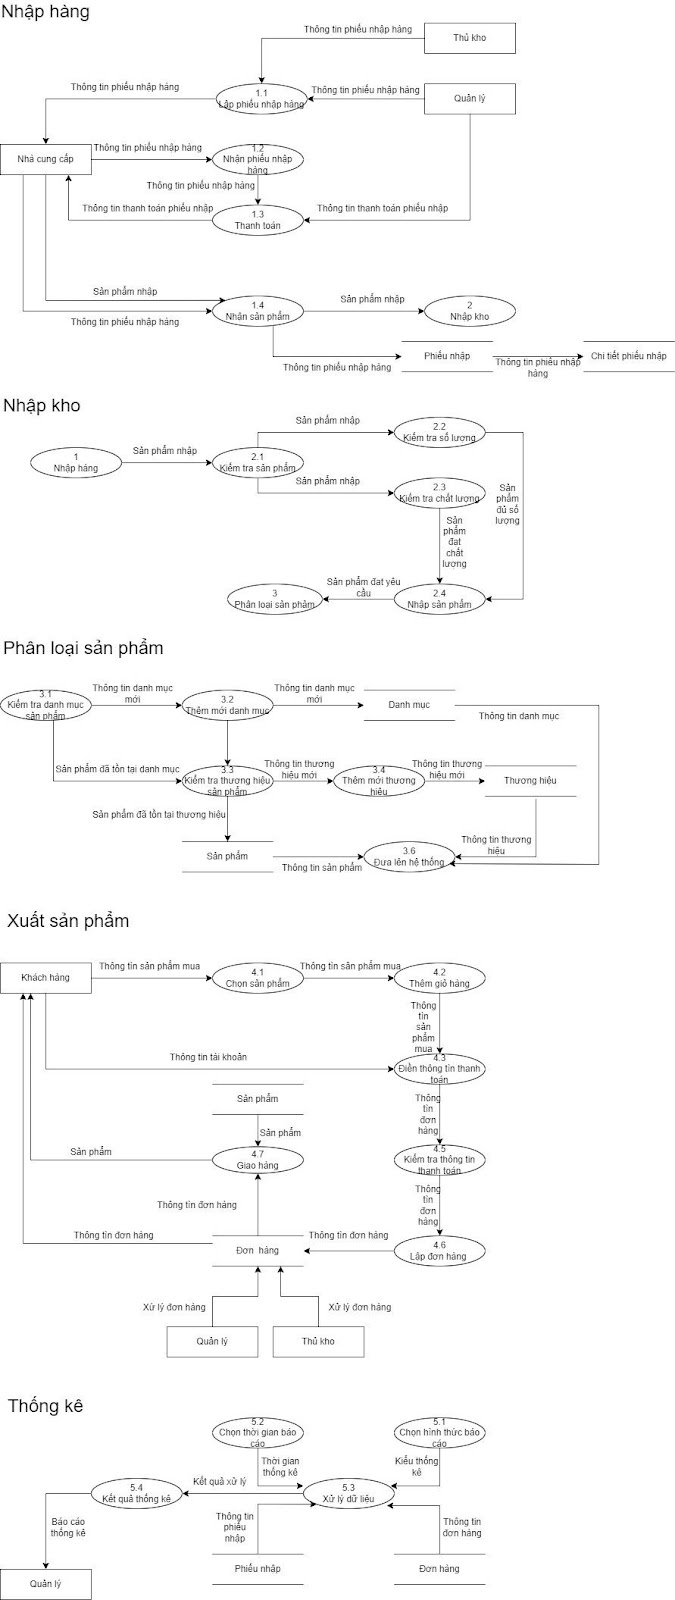 Nhập hàng
Thông tin phiếu nhập hàng
Thủ kho
Thông tin phiếu nhập hàng
1.1
Lập phiếu nhập hàng
Thông tin phiếu nhập hàng
Quản lý
Nhà cung cấp
Thông tin phiếu nhập hàng
1.2
Nhận phiếu nhập
hàng
Thông tin phiếu nhập hàng
Thông tin thanh toán phiếu nhập
1.3
Thanh toán
Thông tin thanh toán phiếu nhập
Sản phẩm nhập
Thông tin phiếu nhập hàng
1.4
Nhận sản phẩm
Sản phẩm nhập
2
Nhập kho
Thông tin phiếu nhập hàng
Phiếu nhập
Thông tin phiếu nhập
hàng
Chi tiết phiếu nhập
Nhập kho
1
Nhập hàng
Sản phẩm nhập
2.1
Kiểm tra sản phẩm
Sản phẩm nhập
2.2
Kiểm tra số lượng
Sản phẩm nhập
2.3
Kiểm tra chất lượng
Sản
phẩm
đủ số
lượng
Sản
phẩm
đạt
chất
lượng
3
Phân loại sản phẩm
Sản phẩm đạt yêu
cầu
2.4
Nhập sản phẩm
Phân loại sản phẩm
3.1
Kiểm tra danh mục
sản phẩm
Thông tin danh mục
mới
3.2
Thêm mới danh mục
Thông tin danh mục
mới
Danh mục
Thông tin danh mục
Sản phẩm đã tồn tại danh mục
3.3
Kiểm tra thương hiệu
sản phẩm
Thông tin thương
hiệu mới
3.4
Thêm mới thương
hiệu
Thông tin thương
hiệu mới
Thương hiệu
Sản phẩm đã tồn tại thương hiệu
Sản phẩm
Thông tin sản phẩm
3.6
Đưa lên hệ thống
Thông tin thương
hiệu
Xuất sản phẩm
Khách hàng
Thông tin sản phẩm mua
4.1
Chọn sản phẩm
Thông tin sản phẩm mua
4.2
Thêm giỏ hàng
Thông
tin
sản
phẩm
mua
Thông tin tài khoản
4.3
Điền thông tin thanh
toán
Sản phẩm
Thông
tin
đơn
hàng
Sản phẩm
Sản phẩm
4.7
Giao hàng
4.5
Kiểm tra thông tin
thanh toán
Thông
tin
đơn
hàng
Thông tin đơn hàng
Thông tin đơn hàng
Đơn hàng
Thông tin đơn hàng
4.6
Lập đơn hàng
Xử lý đơn hàng
Xử lý đơn hàng
Quản lý
Thủ kho
Thống kê
5.2
Chọn thời gian báo
cáo
5.1
Chọn hình thức báo
cáo
Thời gian
thống kê
Kiểu thống
kê
5.4
Kết quả thống kê
Kết quả xử lý
5.3
Xử lý dữ liệu
Báo cáo
thống kê
Thông tin
phiếu
nhập
Thông tin
đơn hàng
Quản lý
Phiếu nhập
Đơn hàng